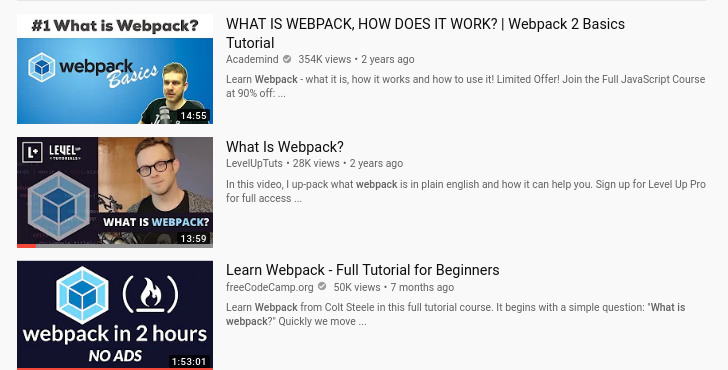 #1 What is Webpack?
webpack
Basics
14:55
WHAT IS WEBPACK, HOW DOES IT WORK? | Webpack 2 Basics
Tutorial
Academind 354K views • 2 years ago
Learn Webpack - what it is, how it works and how to use it! Limited Offer! Join the Full JavaScript Course
at 90% off: ...
L+ LEVEL UP
TUTORIALS
WHAT IS WEBPACK?
13:59
What Is Webpack?
LevelUpTuts • 28K views • 2 years ago
In this video, I up-pack what webpack is in plain english and how it can help you. Sign up for Level Up Pro
for full access ...
webpack in 2 hours
NO ADS
1:53:01
Learn Webpack - Full Tutorial for Beginners
freeCodeCamp.org 50K views • 7 months ago
Learn Webpack from Colt Steele in this full tutorial course. It begins with a simple question: "What is
webpack?" Quickly we move ...